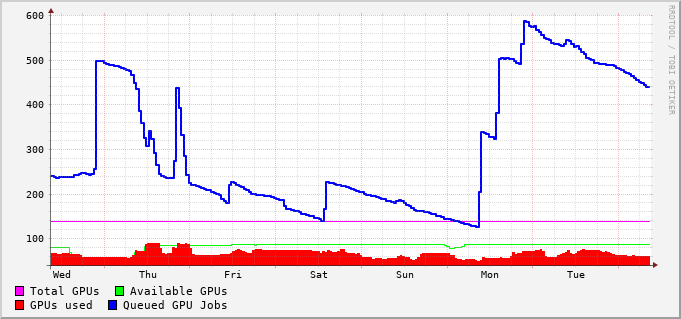 600
500
400
300
200
100
Wed Thu Fri Sat Sun Mon Tue
Total GPUs Available GPUs
GPUs used Queued GPU Jobs
RRDTOOL / TOBI OETIKER